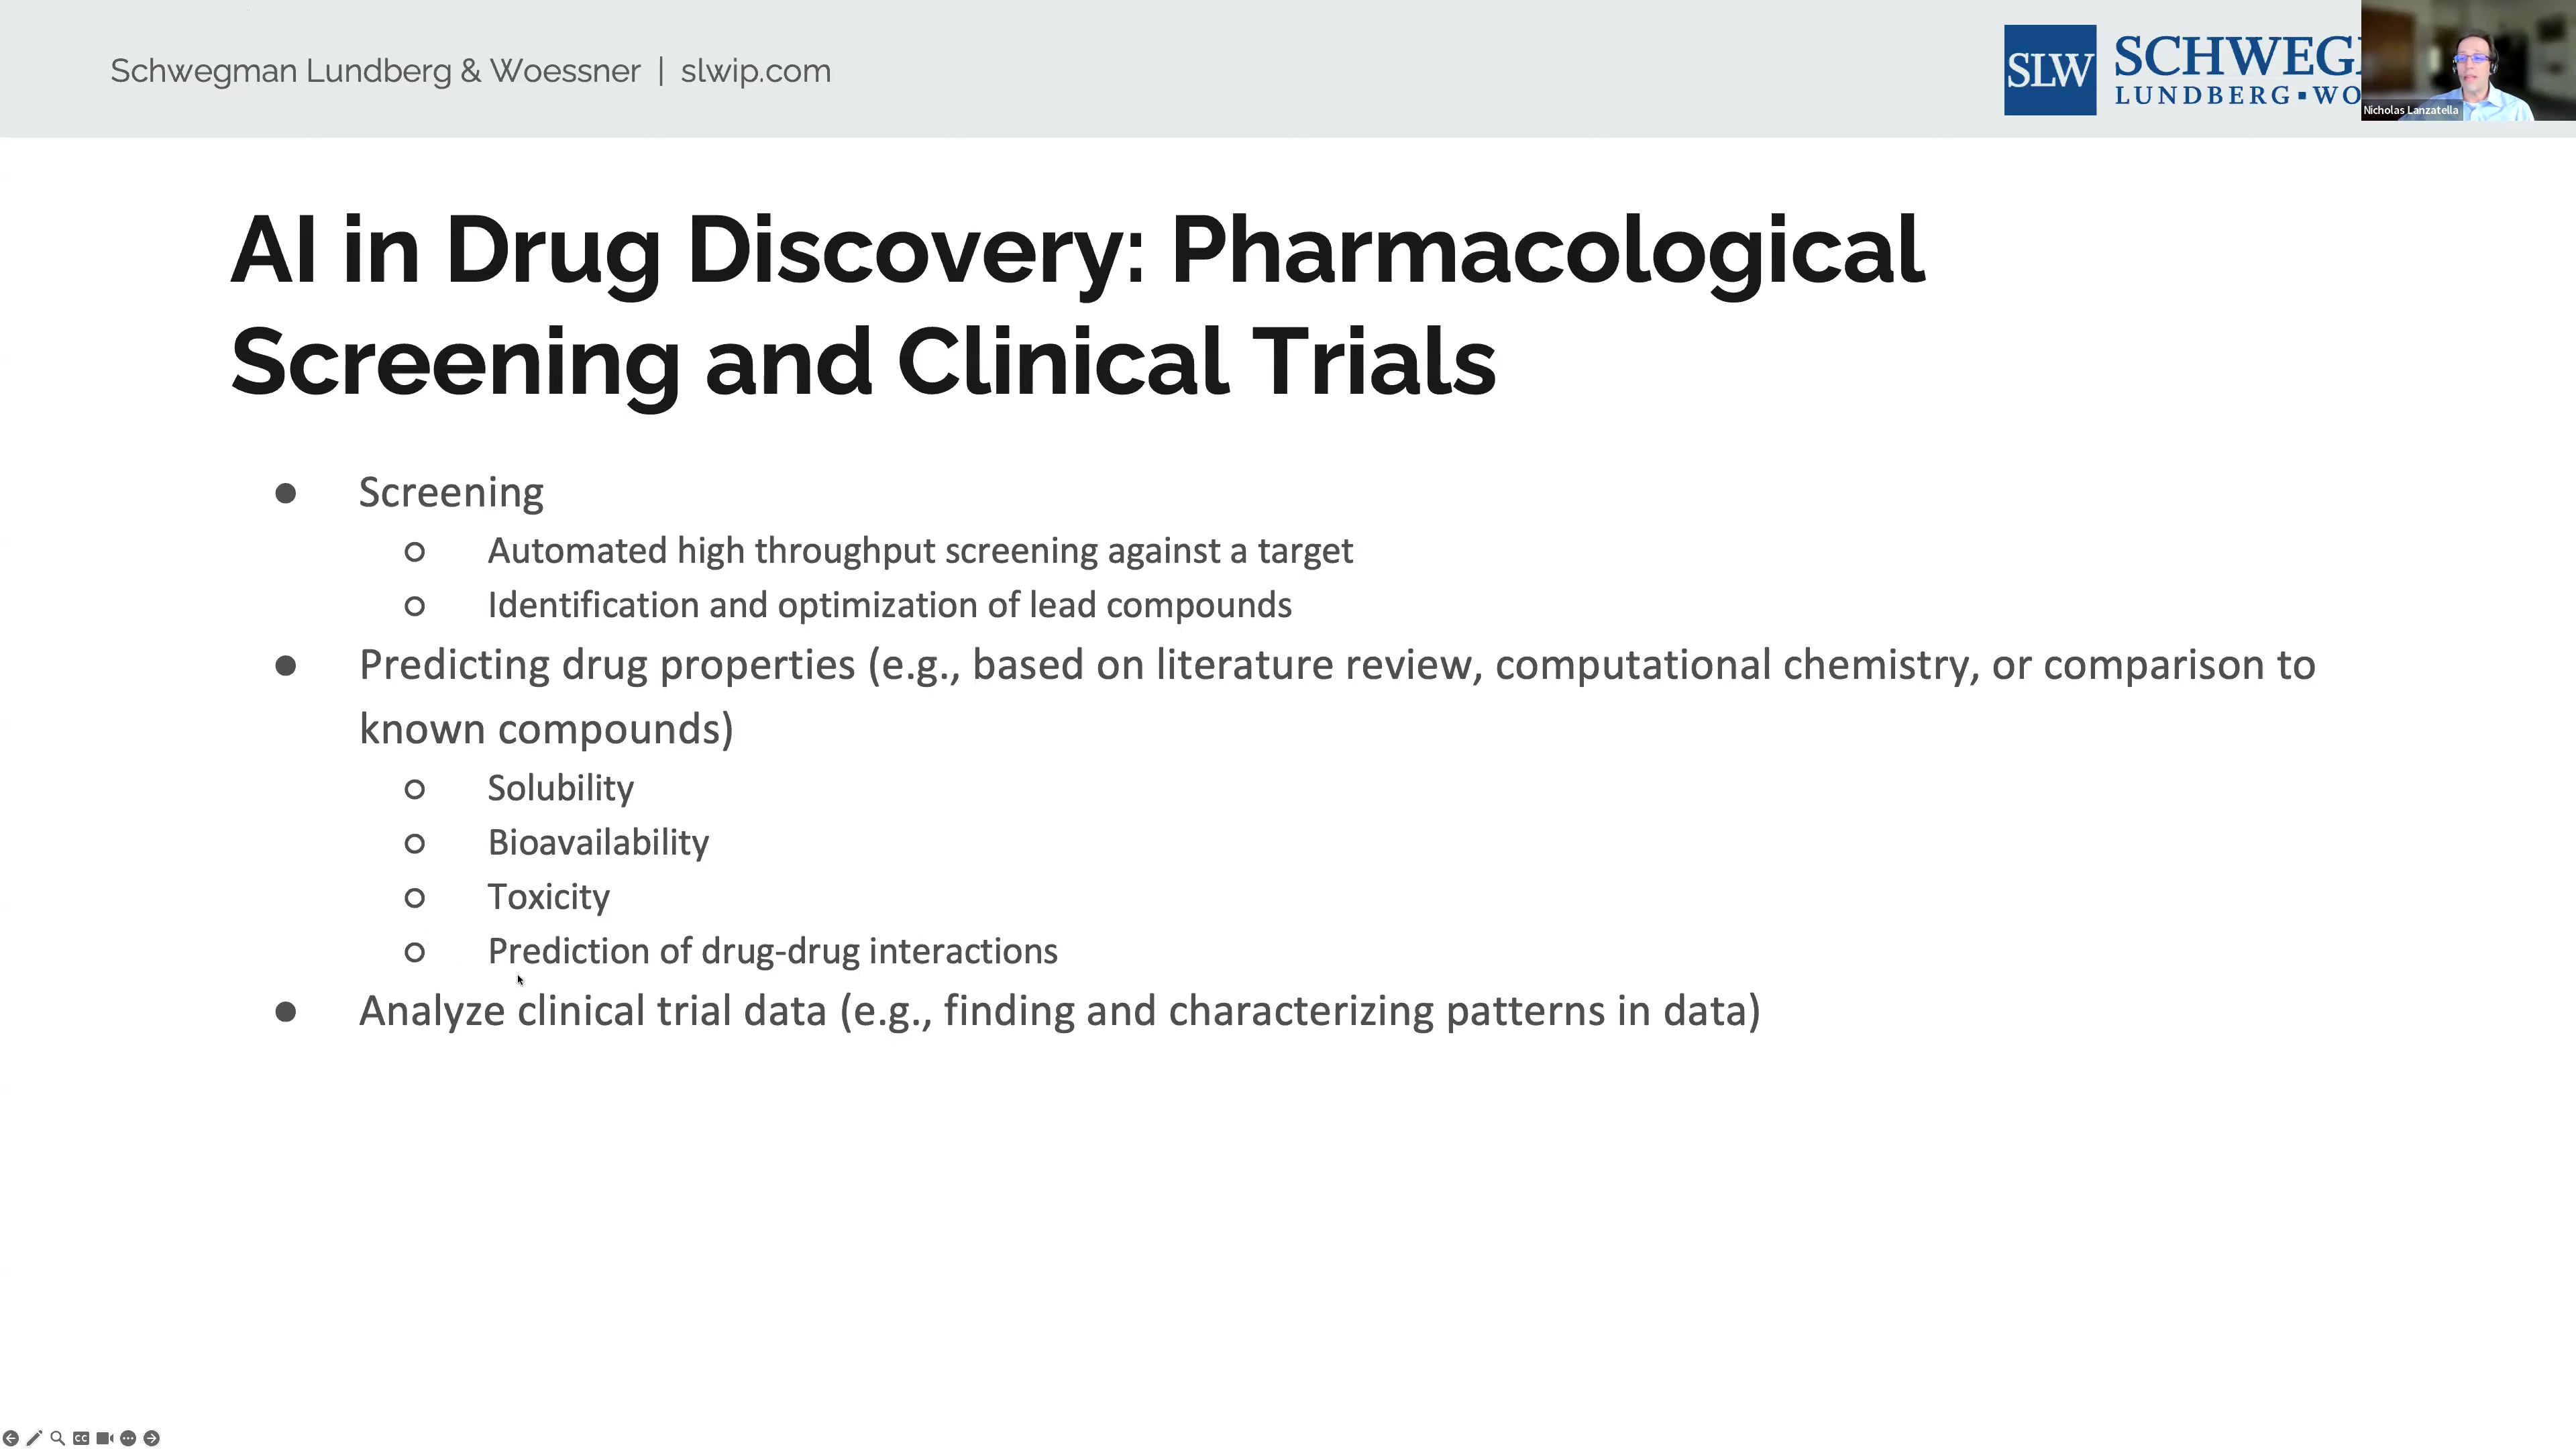 Schwegman Lundberg & Woessner | slwip.com
SLW
SCHWEG
LUNDBERG▪WO
Nicholas Lanzatella
AI in Drug Discovery: Pharmacological
Screening and Clinical Trials
● Screening
○ Automated high throughput screening against a target
○ Identification and optimization of lead compounds
● Predicting drug properties (e.g., based on literature review, computational chemistry, or comparison to
known compounds)
○ Solubility
○ Bioavailability
○ Toxicity
○ Prediction of drug-drug interactions
● Analyze clinical trial data (e.g., finding and characterizing patterns in data)
CC